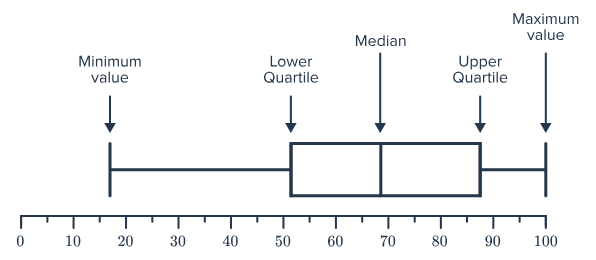 Maximum
value
Median
Minimum
value
Lower
Quartile
Upper
Quartile
0 10 20 30 40 50 60 70 80 90 100